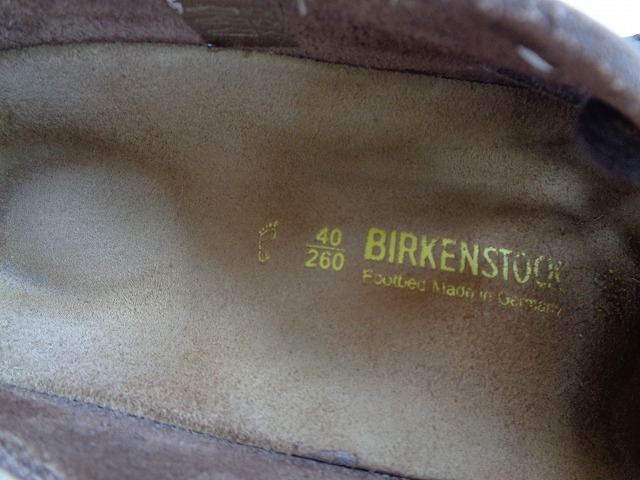 40
260
BIRKENSTOCK
Footbed Made in Germany